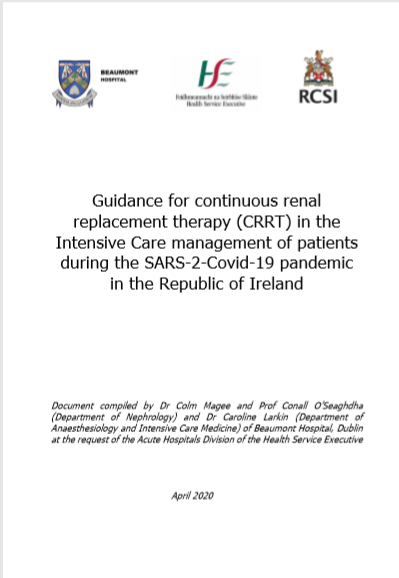 BEAUMONT
HOSPITAL
HSE
Feidhmeannacht na Seirbhíse Sláinte
Health Service Executive
RCSI
Guidance for continuous renal
replacement therapy (CRRT) in the
Intensive Care management of patients
during the SARS-2-Covid-19 pandemic
in the Republic of Ireland
Document compiled by Dr Colm Magee and Prof Conall O'Seaghdha
(Department of Nephrology) and Dr Caroline Larkin (Department of
Anaesthesiology and Intensive Care Medicine) of Beaumont Hospital, Dublin
at the request of the Acute Hospitals Division of the Health Service Executive
April 2020